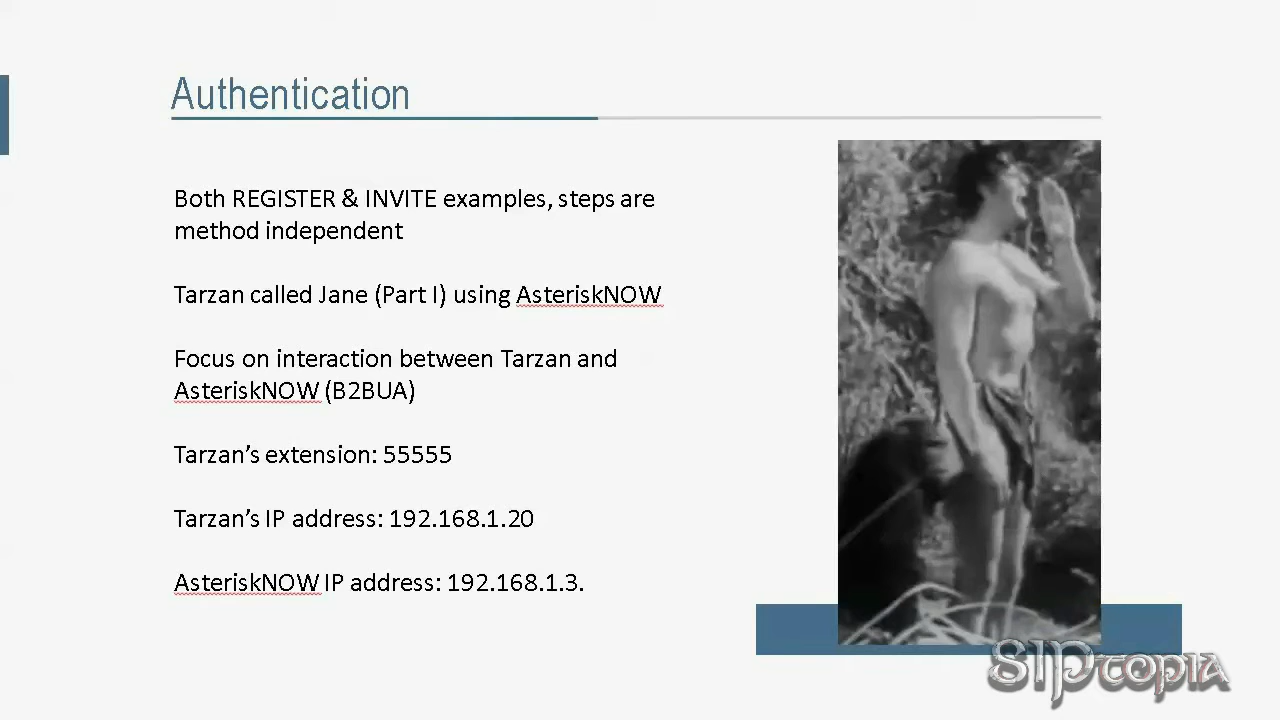 Authentication
Both REGISTER & INVITE examples, steps are
method independent
Tarzan called Jane (Part I) using AsteriskNOW
Focus on interaction between Tarzan and
AsteriskNOW (B2BUA)
Tarzan’s extension: 55555
Tarzan’s IP address: 192.168.1.20
AsteriskNOW IP address: 192.168.1.3.
SIPtopia